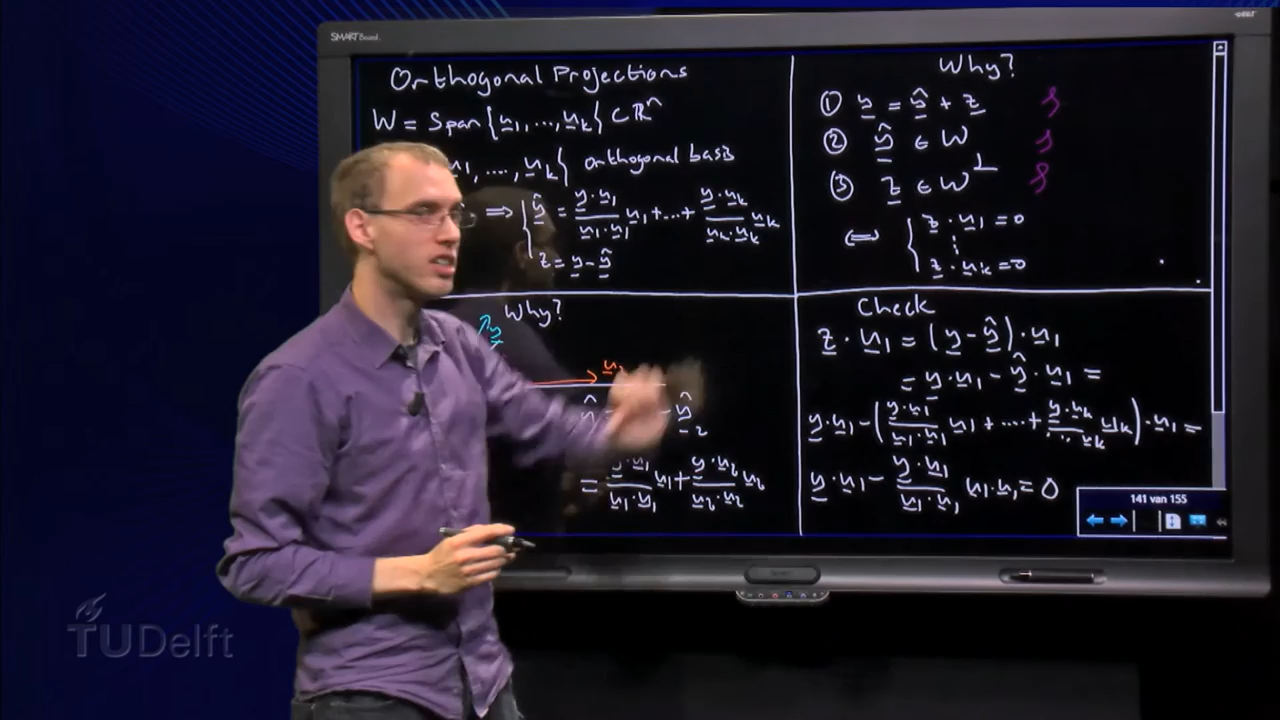 SMART Board
Orthogonal Projections
W = Span{u₁,...,uₖ} ⊂ ℝⁿ
u₁,....,uₖ} orthogonal basis
⇒ { ŷ = (y·u₁)/(u₁·u₁) u₁ + ... + (y·uₖ)/(uₖ·uₖ) uₖ
z = y - ŷ
Why?
y
ŷ₂
= (y·u₁)/(u₁·u₁) u₁ + (y·u₂)/(u₂·u₂) u₂
Why?
① y = ŷ + z
② ŷ ∈ W
③ z ∈ W⊥
⇔ { z·u₁ = 0
⋮
z·uₖ = 0
Check
z·u₁ = (y - ŷ)·u₁
= y·u₁ - ŷ·u₁ =
y·u₁ - ((y·u₁)/(u₁·u₁) u₁ + .... + (y·uₖ)/(...uₖ) uₖ)·u₁ =
y·u₁ - (y·u₁)/(u₁·u₁) u₁·u₁ = 0
141 van 155
TUDelft